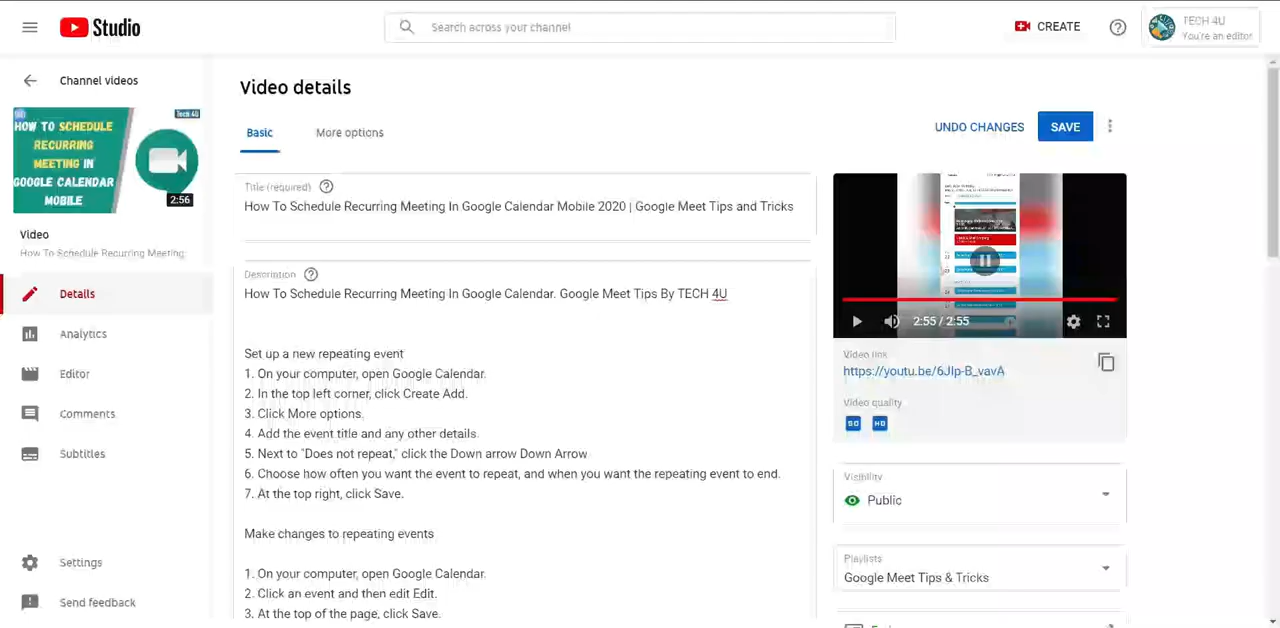 Studio
Search across your channel
CREATE
TECH 4U
You're an editor
Channel videos
Tech 4U
HOW TO SCHEDULE
RECURRING
MEETING IN
GOOGLE CALENDAR
MOBILE
2:56
Video
How To Schedule Recurring Meeting
Details
Analytics
Editor
Comments
Subtitles
Settings
Send feedback
Video details
Basic
More options
UNDO CHANGES
SAVE
Title (required)
How To Schedule Recurring Meeting In Google Calendar Mobile 2020 | Google Meet Tips and Tricks
Description
How To Schedule Recurring Meeting In Google Calendar. Google Meet Tips By TECH 4U
Set up a new repeating event
1. On your computer, open Google Calendar.
2. In the top left corner, click Create Add.
3. Click More options.
4. Add the event title and any other details.
5. Next to "Does not repeat," click the Down arrow Down Arrow
6. Choose how often you want the event to repeat, and when you want the repeating event to end.
7. At the top right, click Save.
Make changes to repeating events
1. On your computer, open Google Calendar.
2. Click an event and then edit Edit.
3. At the top of the page, click Save.
2:55 / 2:55
Video link
https://youtu.be/6JIp-B_vavA
Video quality
SD HD
Visibility
Public
Playlists
Google Meet Tips & Tricks